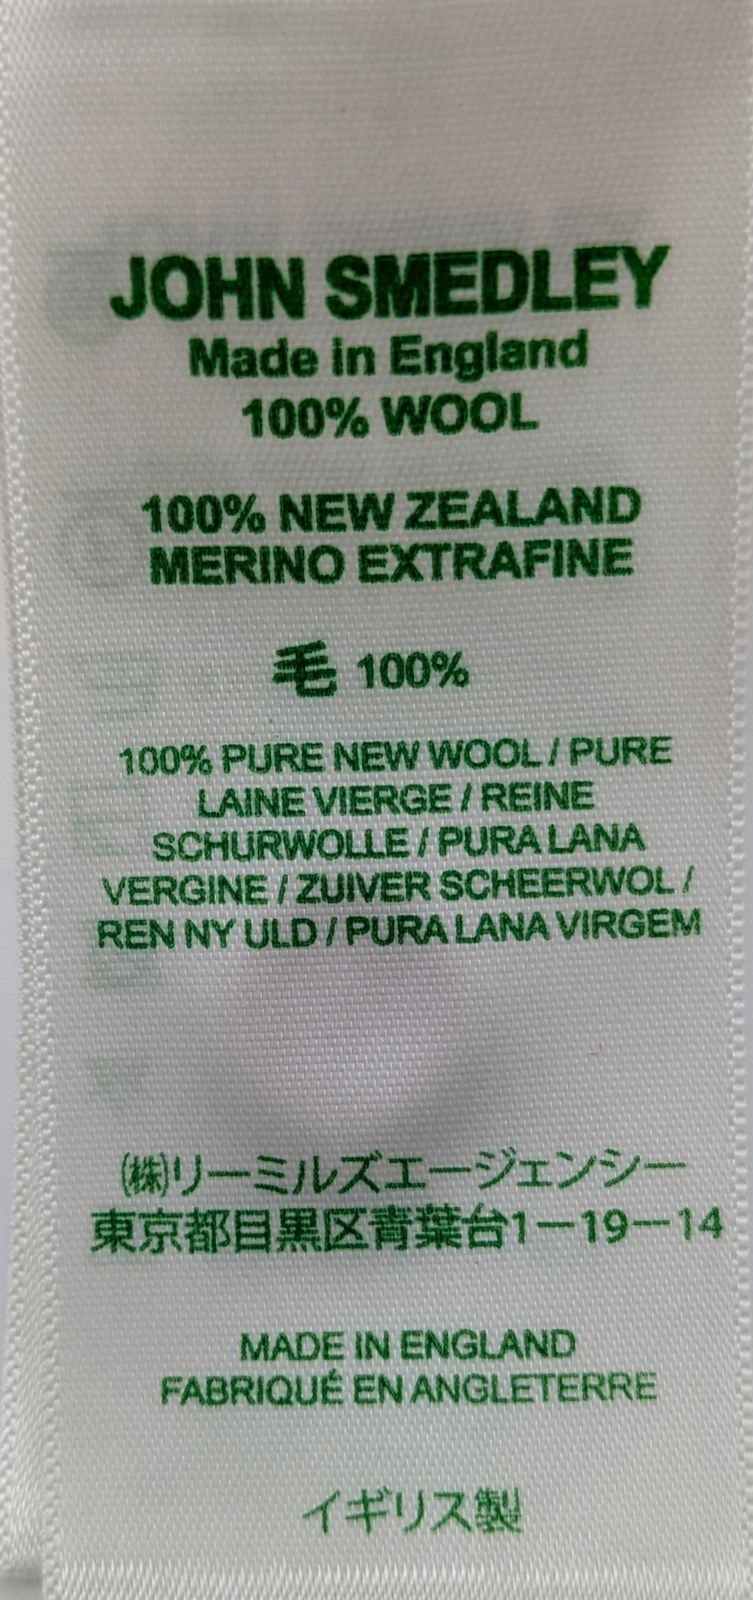 JOHN SMEDLEY
Made in England
100% WOOL
100% NEW ZEALAND
MERINO EXTRAFINE
毛 100%
100% PURE NEW WOOL / PURE
LAINE VIERGE / REINE
SCHURWOLLE / PURA LANA
VERGINE / ZUIVER SCHEERWOL /
REN NY ULD / PURA LANA VIRGEM
(株)リーミルズエージェンシー
東京都目黒区青葉台1ー19ー14
MADE IN ENGLAND
FABRIQUÉ EN ANGLETERRE
イギリス製